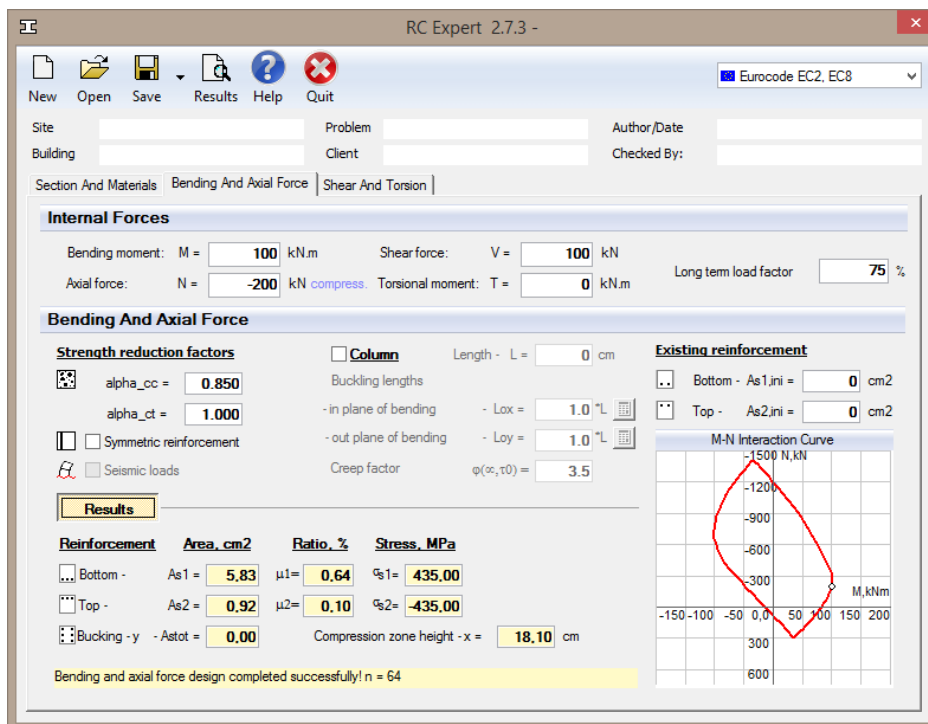 RC Expert 2.7.3 -
New Open Save Results Help Quit
Eurocode EC2, EC8
Site Problem Author/Date
Building Client Checked By:
Section And Materials Bending And Axial Force Shear And Torsion
Internal Forces
Bending moment: M = 100 kN.m Shear force: V = 100 kN
Long term load factor 75 %
Axial force: N = -200 kN compress. Torsional moment: T = 0 kN.m
Bending And Axial Force
Strength reduction factors Column Length - L = 0 cm Existing reinforcement
alpha_cc = 0.850 Buckling lengths Bottom - As1,ini = 0 cm2
alpha_ct = 1.000 - in plane of bending - Lox = 1.0 *L Top - As2,ini = 0 cm2
Symmetric reinforcement - out plane of bending - Loy = 1.0 *L
Seismic loads Creep factor φ(∞,τ0) = 3.5
M-N Interaction Curve
-1500 N,kN
-1200
-900
-600
-300
M,kNm
-150 -100 -50 0,0 50 100 150 200
300
600
Results
Reinforcement Area, cm2 Ratio, % Stress, MPa
Bottom - As1 = 5,83 μ1= 0,64 σs1= 435,00
Top - As2 = 0,92 μ2= 0,10 σs2= -435,00
Bucking - y - Astot = 0,00 Compression zone height - x = 18,10 cm
Bending and axial force design completed successfully! n = 64